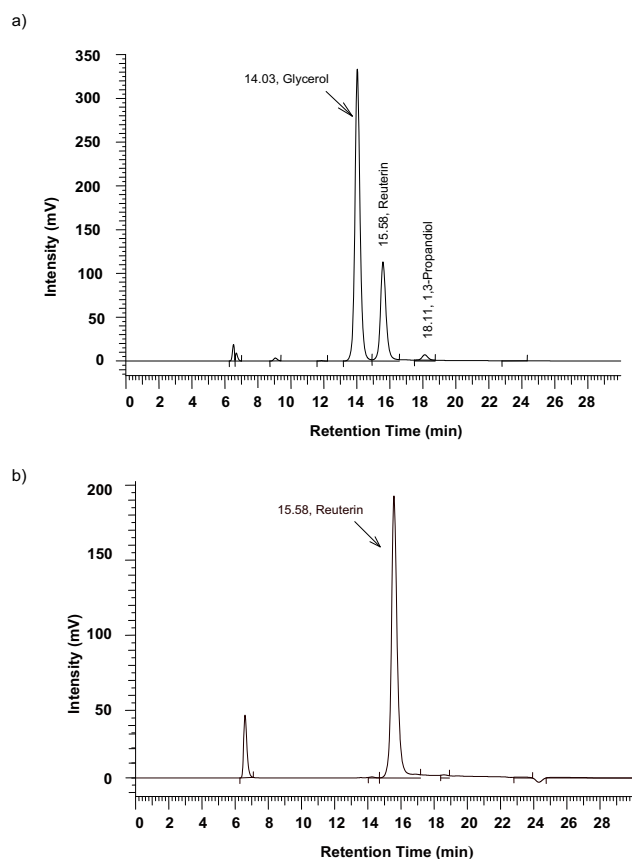 a)
350
300
250
200
150
100
50
0
Intensity (mV)
14.03, Glycerol
15.58, Reuterin
18.11, 1,3-Propandiol
0 2 4 6 8 10 12 14 16 18 20 22 24 26 28
Retention Time (min)
b)
200
150
100
50
0
Intensity (mV)
15.58, Reuterin
0 2 4 6 8 10 12 14 16 18 20 22 24 26 28
Retention Time (min)